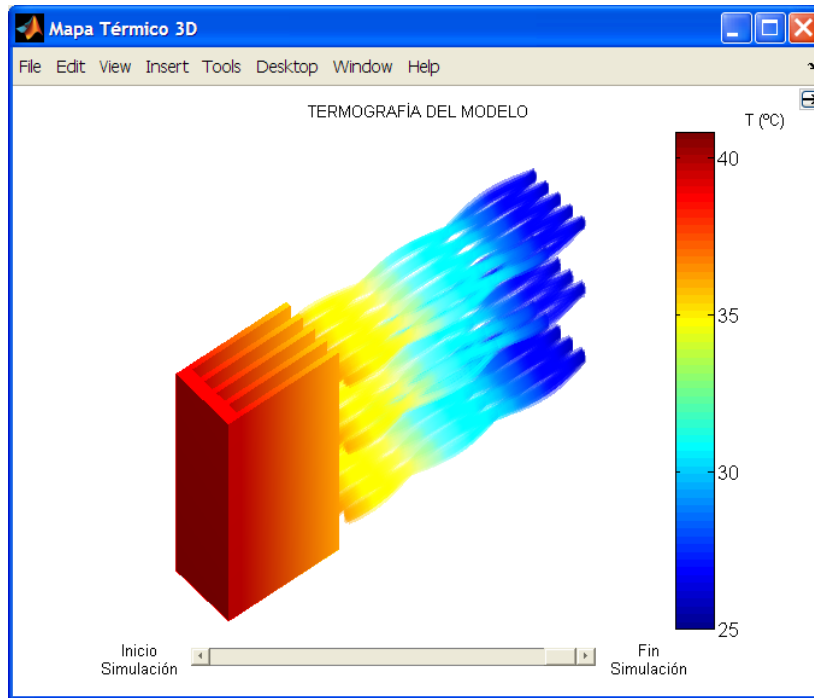 Mapa Térmico 3D
File Edit View Insert Tools Desktop Window Help
TERMOGRAFÍA DEL MODELO
T (ºC)
40
35
30
25
Inicio
Simulación
Fin
Simulación